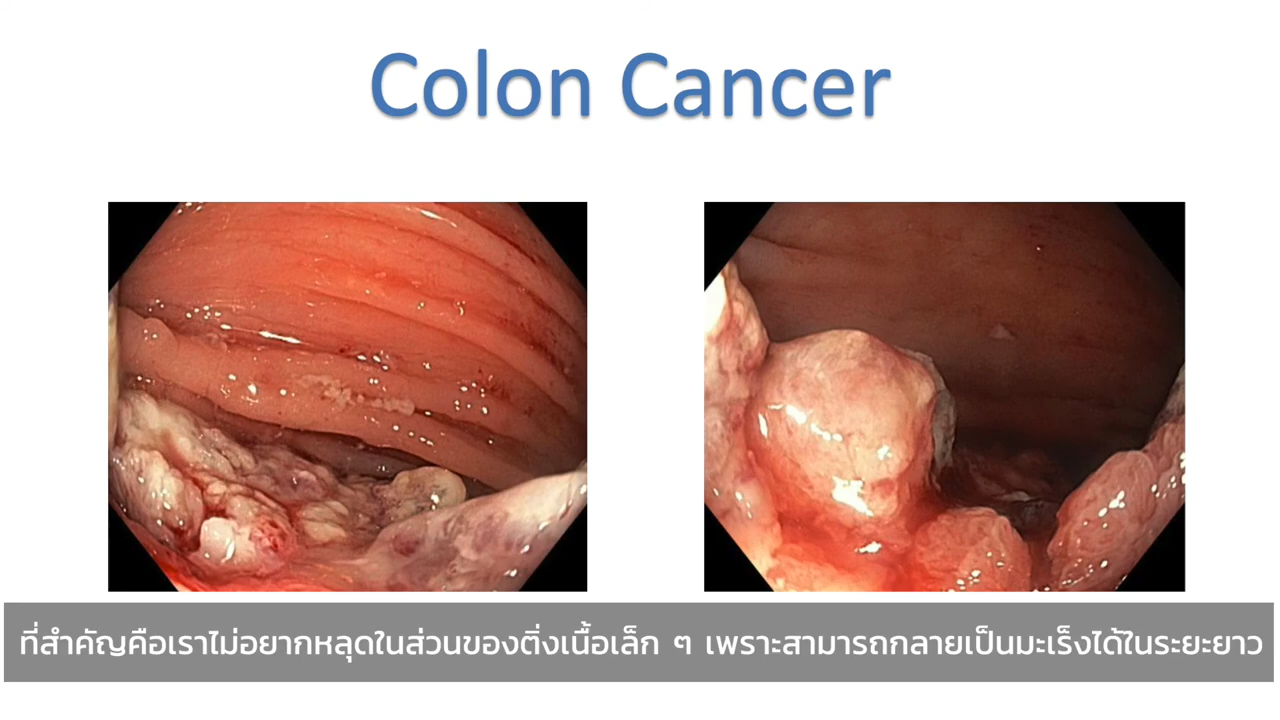 Colon Cancer
ที่สำคัญคือเราไม่อยากหลุดในส่วนของติ่งเนื้อเล็ก ๆ เพราะสามารถกลายเป็นมะเร็งได้ในระยะยาว